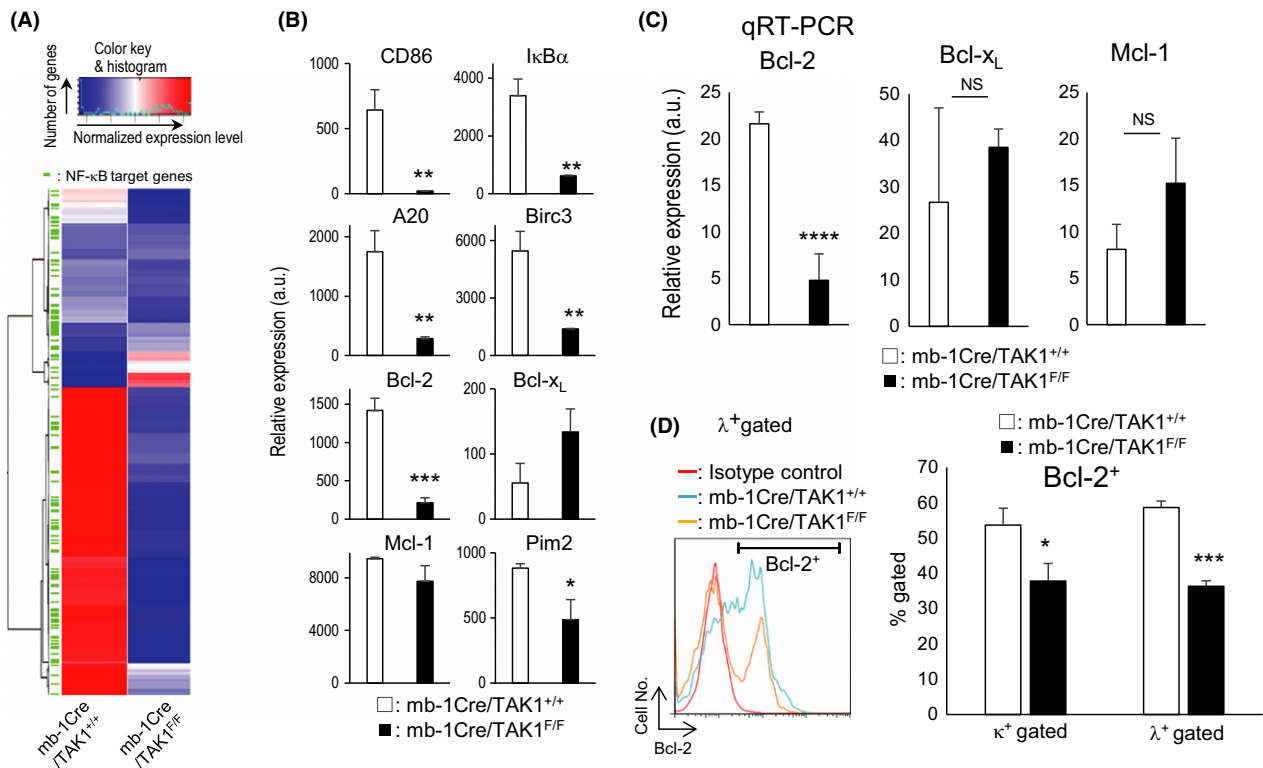 (A)
Color key
& histogram
Number of genes
Normalized expression level
: NF-κB target genes
mb-1Cre
/TAK1+/+
mb-1Cre
/TAK1F/F
(B)
Relative expression (a.u.)
CD86
1000
500
0
**
IκBα
4000
2000
0
**
A20
2000
1000
0
**
Birc3
6000
3000
0
**
Bcl-2
1500
1000
500
0
***
Bcl-xL
200
100
0
Mcl-1
8000
4000
0
Pim2
1000
500
0
*
: mb-1Cre/TAK1+/+
: mb-1Cre/TAK1F/F
(C)
qRT-PCR
Relative expression (a.u.)
Bcl-2
25
20
15
10
5
0
****
Bcl-xL
50
40
30
20
10
0
NS
Mcl-1
25
20
15
10
5
0
NS
: mb-1Cre/TAK1+/+
: mb-1Cre/TAK1F/F
(D)
λ+gated
: Isotype control
: mb-1Cre/TAK1+/+
: mb-1Cre/TAK1F/F
Bcl-2+
Cell No.
Bcl-2
: mb-1Cre/TAK1+/+
: mb-1Cre/TAK1F/F
Bcl-2+
% gated
70
60
50
40
30
20
10
0
*
***
κ+ gated
λ+ gated